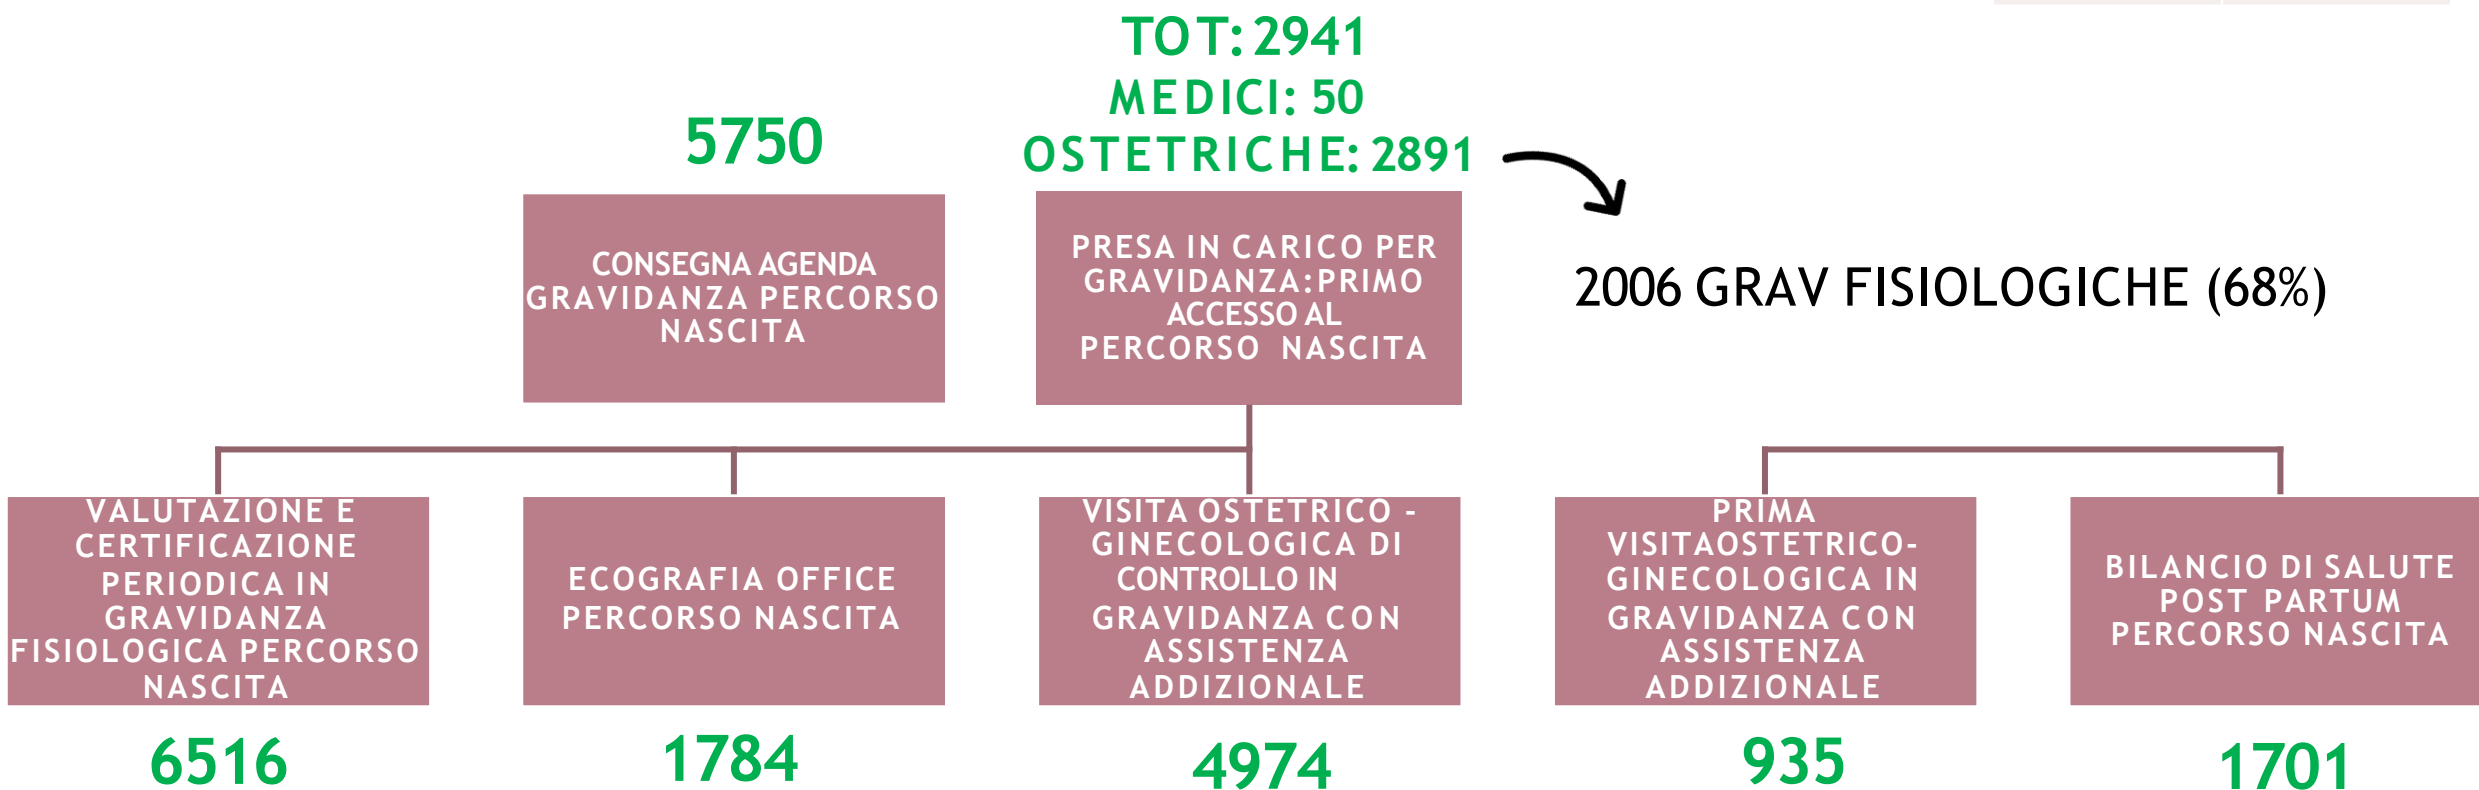 TOT: 2941
MEDICI: 50
OSTETRICHE: 2891
5750
CONSEGNA AGENDA
GRAVIDANZA PERCORSO
NASCITA
PRESA IN CARICO PER
GRAVIDANZA:PRIMO
ACCESSO AL
PERCORSO NASCITA
2006 GRAV FISIOLOGICHE (68%)
VALUTAZIONE E
CERTIFICAZIONE
PERIODICA IN
GRAVIDANZA
FISIOLOGICA PERCORSO
NASCITA
6516
ECOGRAFIA OFFICE
PERCORSO NASCITA
1784
VISITA OSTETRICO -
GINECOLOGICA DI
CONTROLLO IN
GRAVIDANZA CON
ASSISTENZA
ADDIZIONALE
4974
PRIMA
VISITAOSTETRICO-
GINECOLOGICA IN
GRAVIDANZA CON
ASSISTENZA
ADDIZIONALE
935
BILANCIO DI SALUTE
POST PARTUM
PERCORSO NASCITA
1701